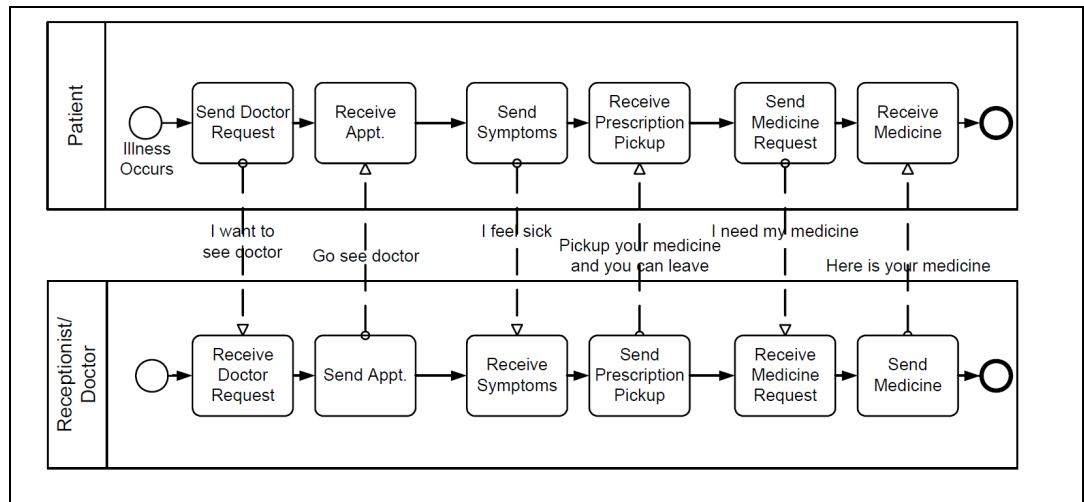 Patient
Illness
Occurs
Send Doctor
Request
Receive
Appt.
Send
Symptoms
Receive
Prescription
Pickup
Send
Medicine
Request
Receive
Medicine
I want to
see doctor
Go see doctor
I feel sick
Pickup your medicine
and you can leave
I need my medicine
Here is your medicine
Receptionist/
Doctor
Receive
Doctor
Request
Send Appt.
Receive
Symptoms
Send
Prescription
Pickup
Receive
Medicine
Request
Send
Medicine